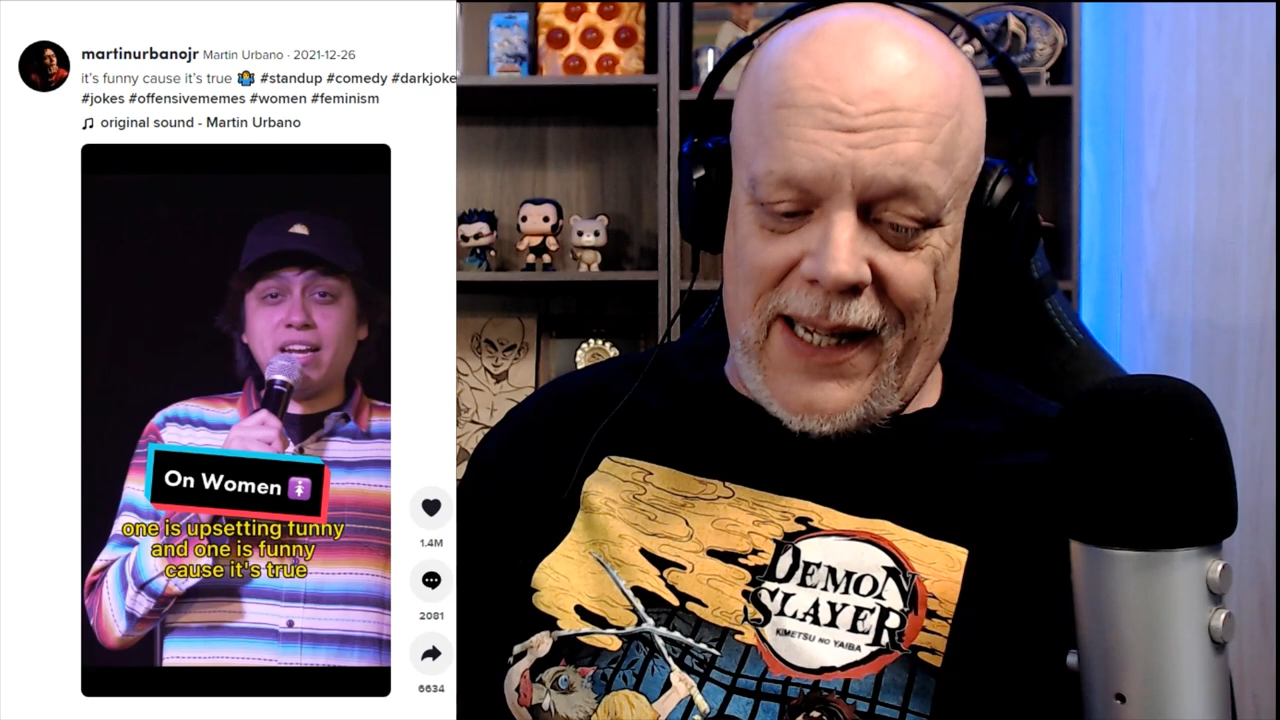 martinurbanojr Martin Urbano · 2021-12-26
it's funny cause it's true 🤷‍♂️ #standup #comedy #darkjoke
#jokes #offensivememes #women #feminism
♫ original sound - Martin Urbano
On Women 🚺
one is upsetting funny
and one is funny
cause it's true
1.4M
2081
6634
DEMON
SLAYER
KIMETSU NO YAIBA